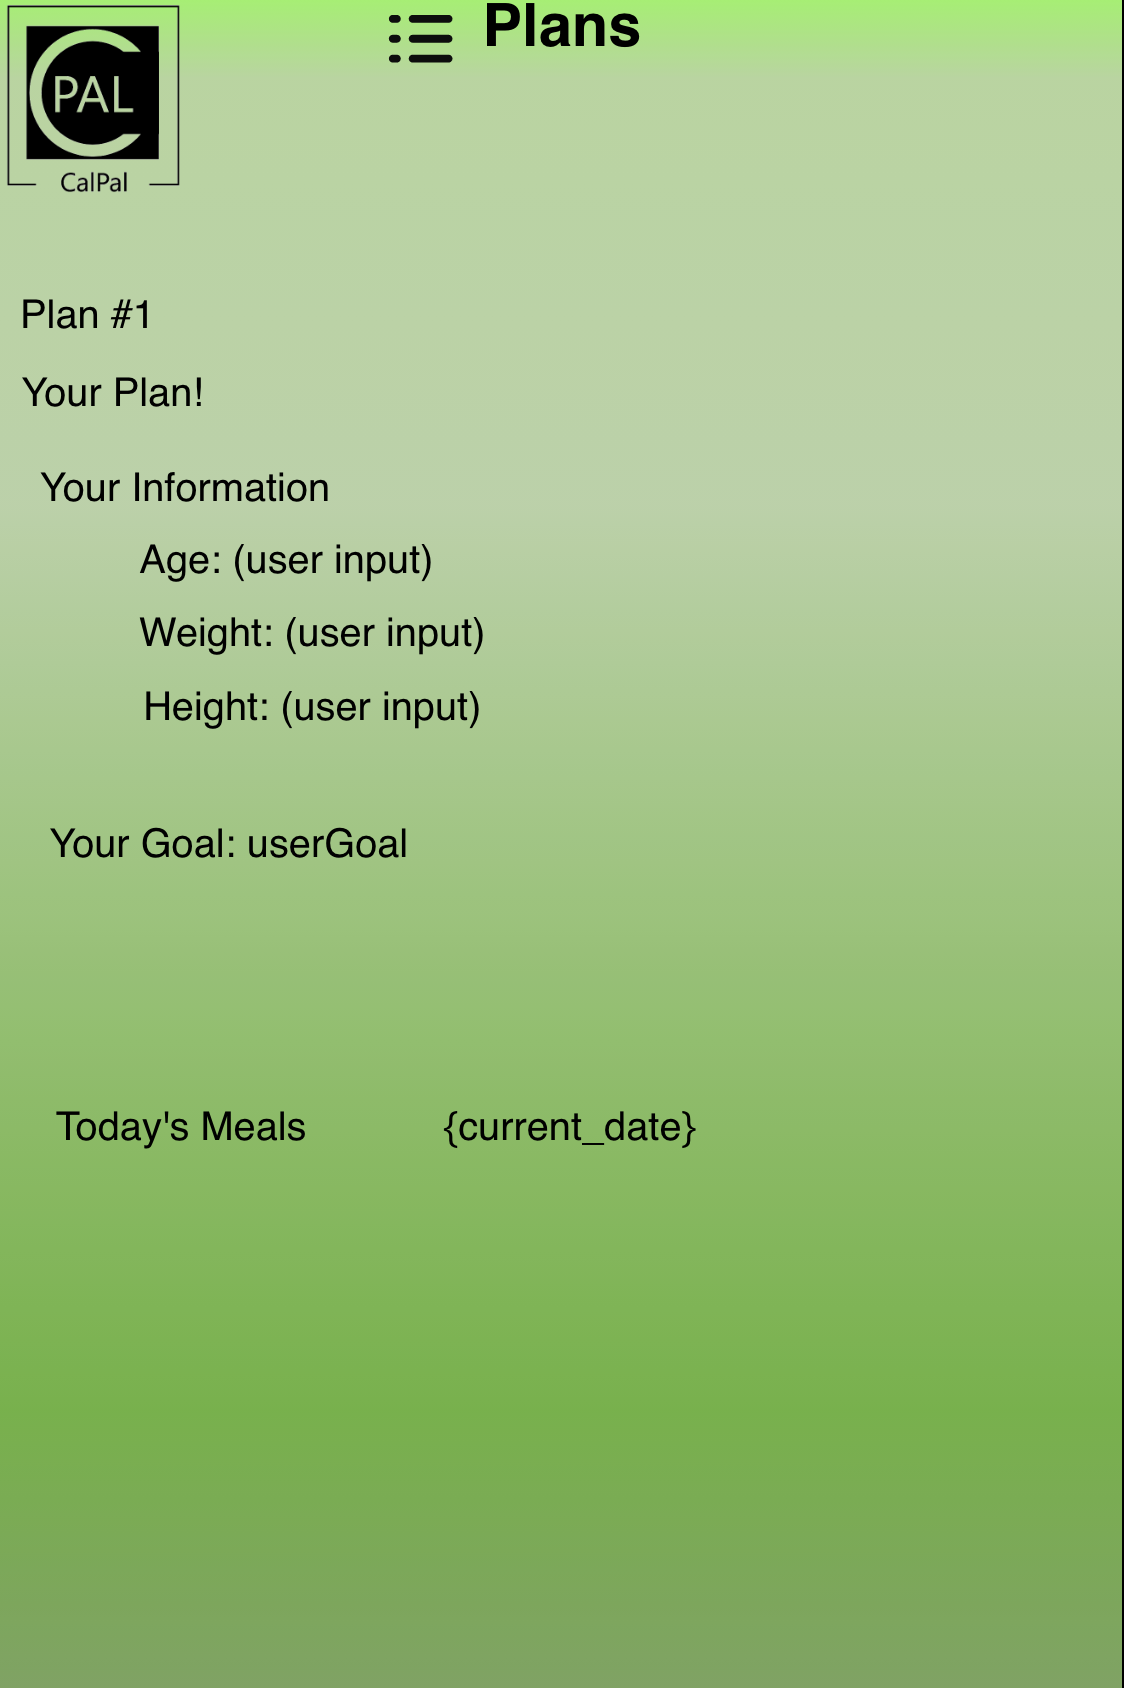 Plans
PAL
CalPal
Plan #1
Your Plan!
Your Information
Age: (user input)
Weight: (user input)
Height: (user input)
Your Goal: userGoal
Today's Meals {current_date}